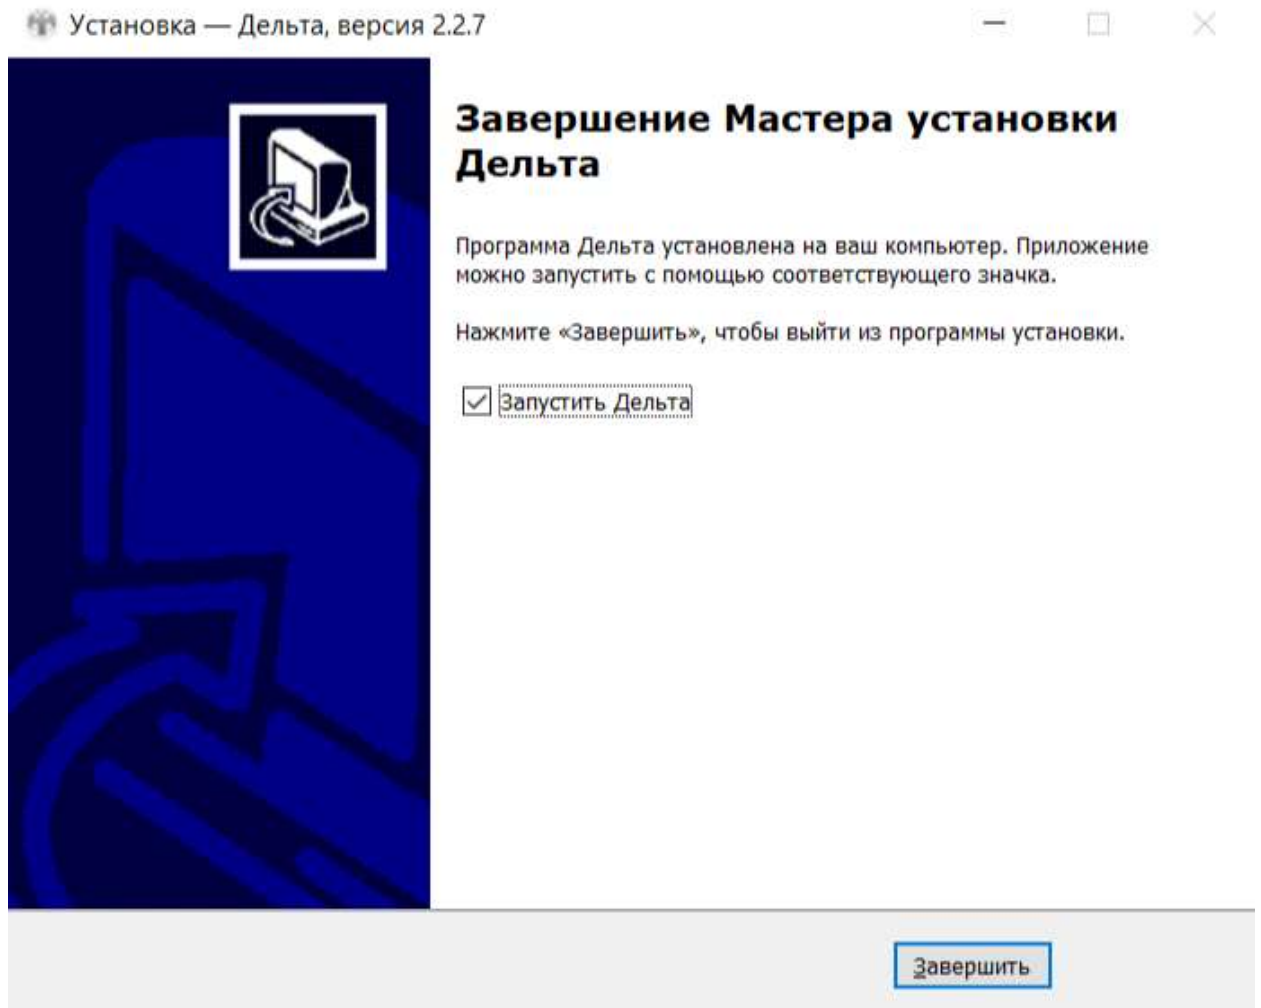 Установка — Дельта, версия 2.2.7
Завершение Мастера установки
Дельта
Программа Дельта установлена на ваш компьютер. Приложение
можно запустить с помощью соответствующего значка.
Нажмите «Завершить», чтобы выйти из программы установки.
Запустить Дельта
Завершить